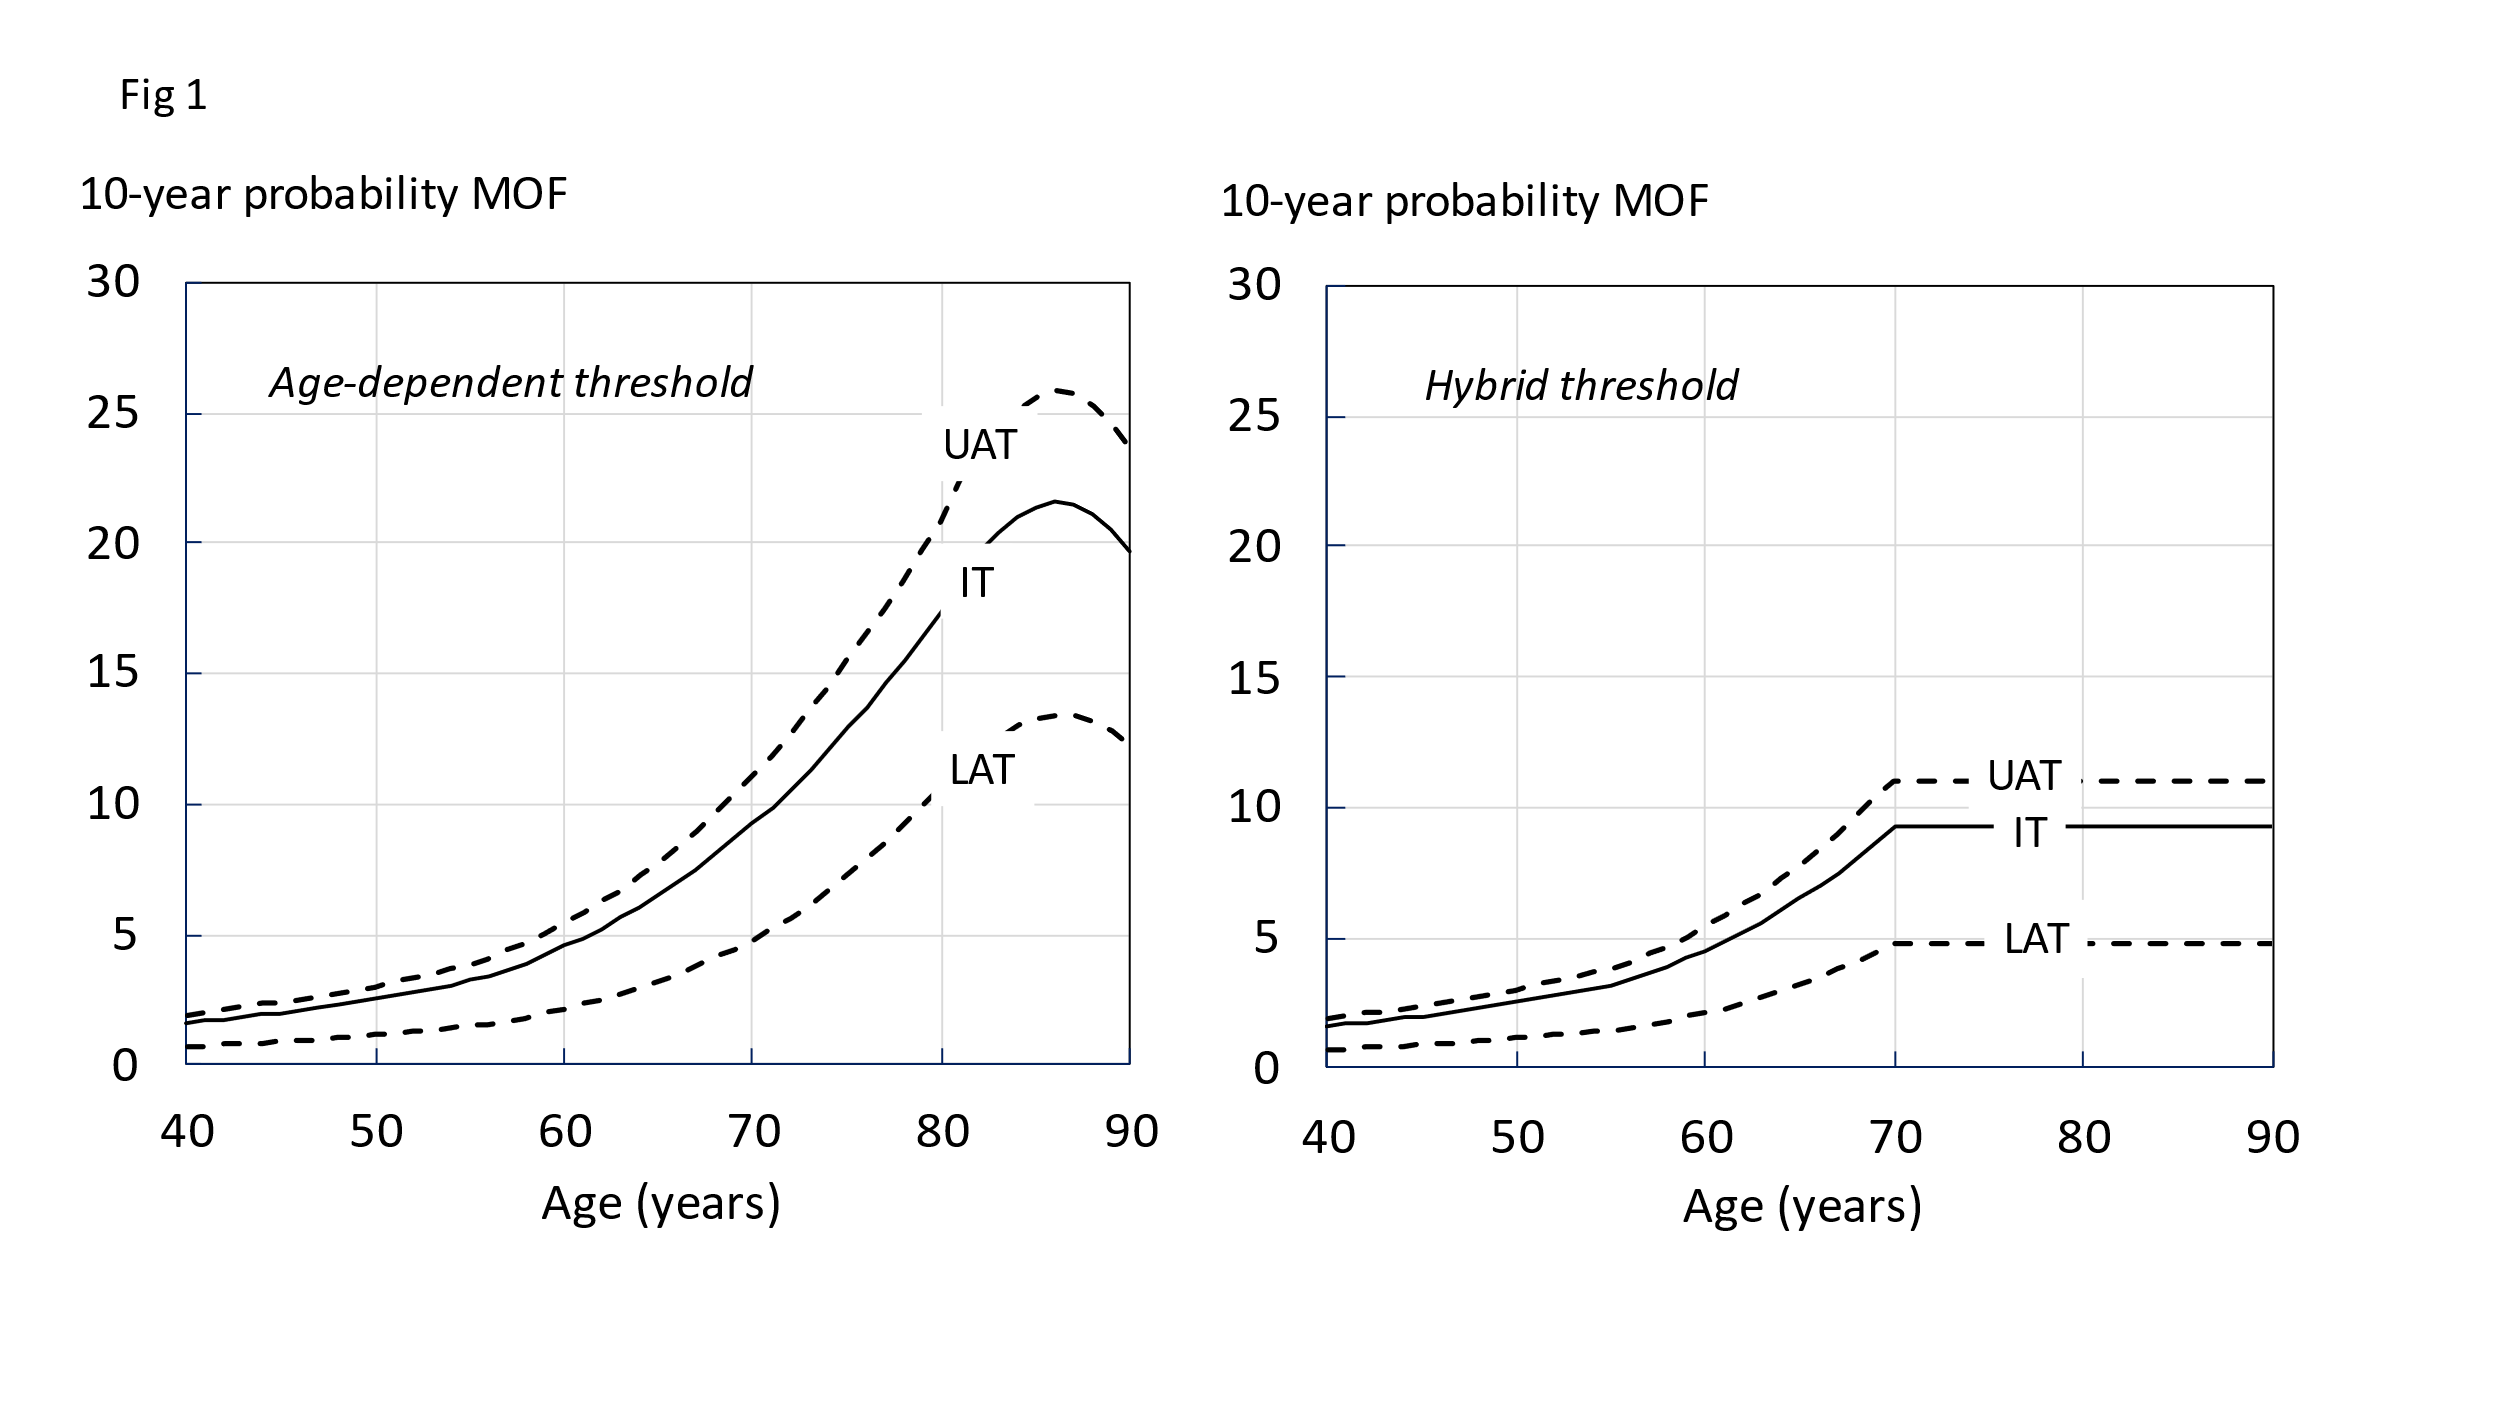 Fig 1
10-year probability MOF
30
25
20
15
10
5
0
Age-dependent threshold
UAT
IT
LAT
40 50 60 70 80 90
Age (years)
10-year probability MOF
30
25
20
15
10
5
0
Hybrid threshold
UAT
IT
LAT
40 50 60 70 80 90
Age (years)